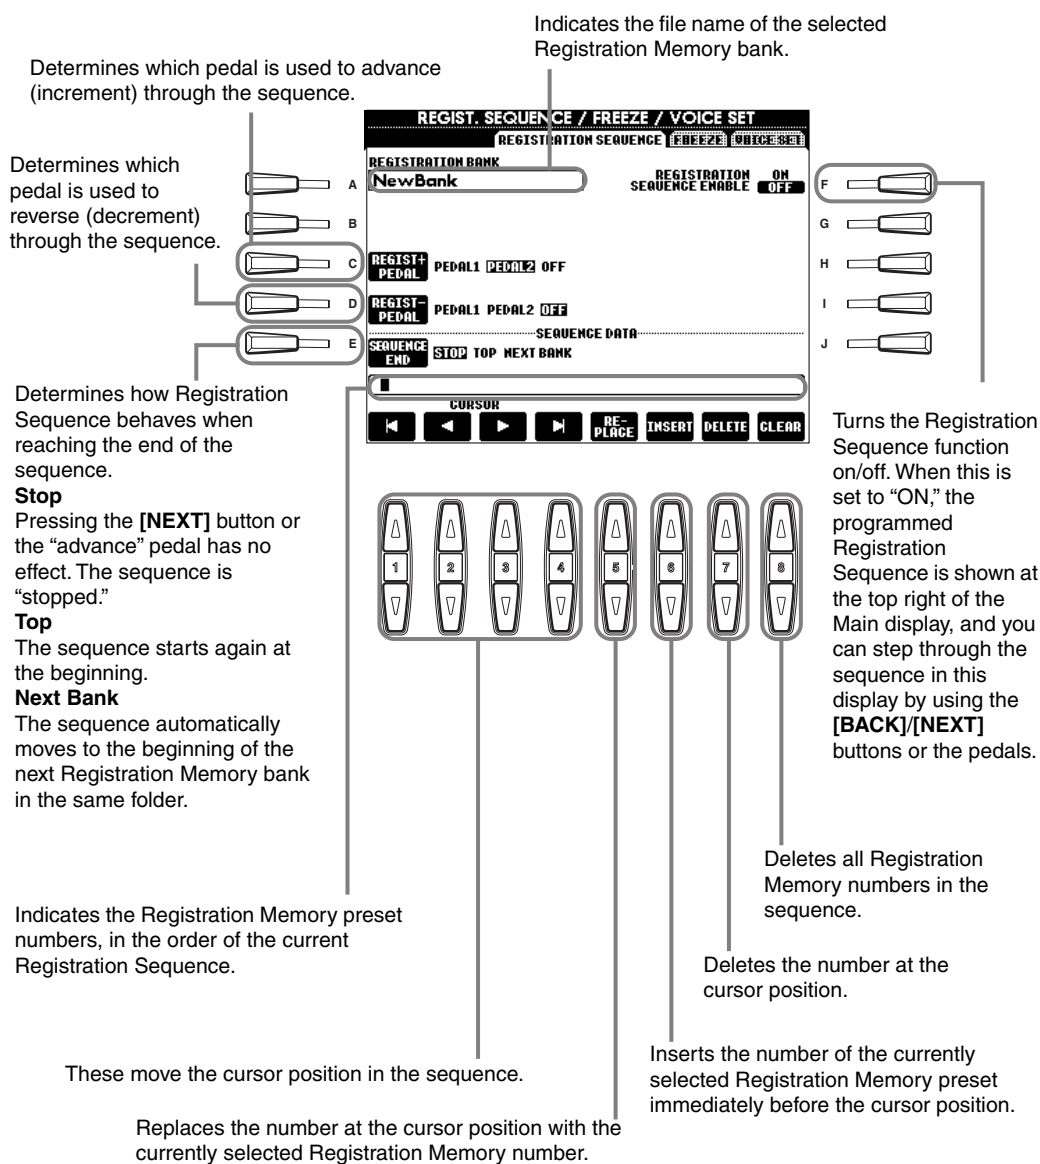 Indicates the file name of the selected
Registration Memory bank.
Determines which pedal is used to advance
(increment) through the sequence.
Determines which
pedal is used to
reverse (decrement)
through the sequence.
REGIST. SEQUENCE / FREEZE / VOICE SET
REGISTRATION SEQUENCE FREEZE VOICE SET
REGISTRATION BANK
NewBank
REGISTRATION ON
SEQUENCE ENABLE OFF
A
B
C
D
E
F
G
H
I
J
REGIST+
PEDAL
PEDAL1 PEDAL2 OFF
REGIST-
PEDAL
PEDAL1 PEDAL2 OFF
SEQUENCE DATA
SEQUENCE
END
STOP TOP NEXT BANK
CURSOR
RE-
PLACE
INSERT
DELETE
CLEAR
1 2 3 4 5 6 7 8
Determines how Registration
Sequence behaves when
reaching the end of the
sequence.
Stop
Pressing the [NEXT] button or
the “advance” pedal has no
effect. The sequence is
“stopped.”
Top
The sequence starts again at
the beginning.
Next Bank
The sequence automatically
moves to the beginning of the
next Registration Memory bank
in the same folder.
Turns the Registration
Sequence function
on/off. When this is
set to “ON,” the
programmed
Registration
Sequence is shown at
the top right of the
Main display, and you
can step through the
sequence in this
display by using the
[BACK]/[NEXT]
buttons or the pedals.
Deletes all Registration
Memory numbers in the
sequence.
Indicates the Registration Memory preset
numbers, in the order of the current
Registration Sequence.
Deletes the number at the
cursor position.
Inserts the number of the currently
selected Registration Memory preset
immediately before the cursor position.
These move the cursor position in the sequence.
Replaces the number at the cursor position with the
currently selected Registration Memory number.